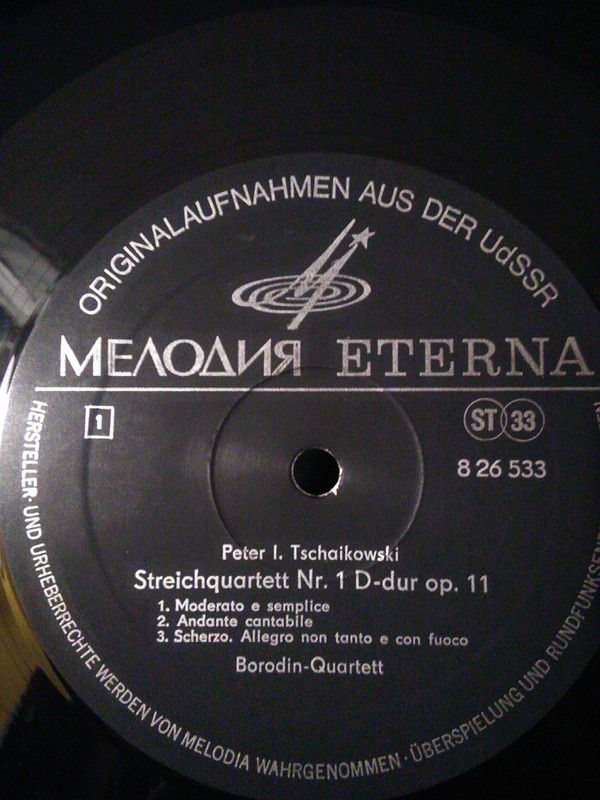 ORIGINALAUFNAHMEN AUS DER UdSSR
МЕЛОДИЯ ETERNA
1
ST 33
8 26 533
Peter I. Tschaikowski
Streichquartett Nr. 1 D-dur op. 11
1. Moderato e semplice
2. Andante cantabile
3. Scherzo. Allegro non tanto e con fuoco
Borodin-Quartett
HERSTELLER- UND URHEBERRECHTE WERDEN VON MELODIA WAHRGENOMMEN · ÜBERSPIELUNG UND